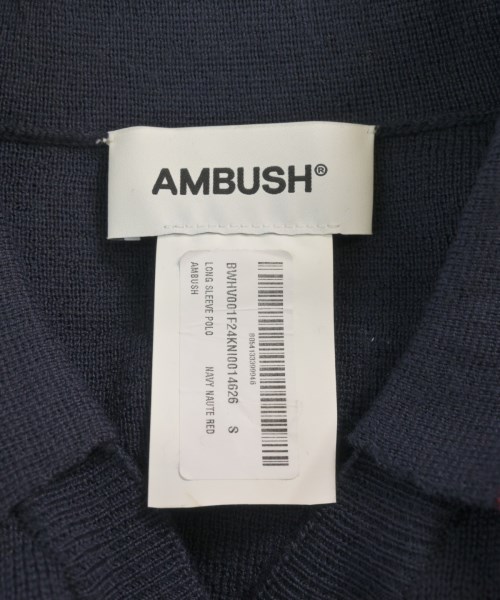 AMBUSH®
BWHV001F24KNI0014626 S
LONG SLEEVE POLO NAVY NAUTE RED
AMBUSH